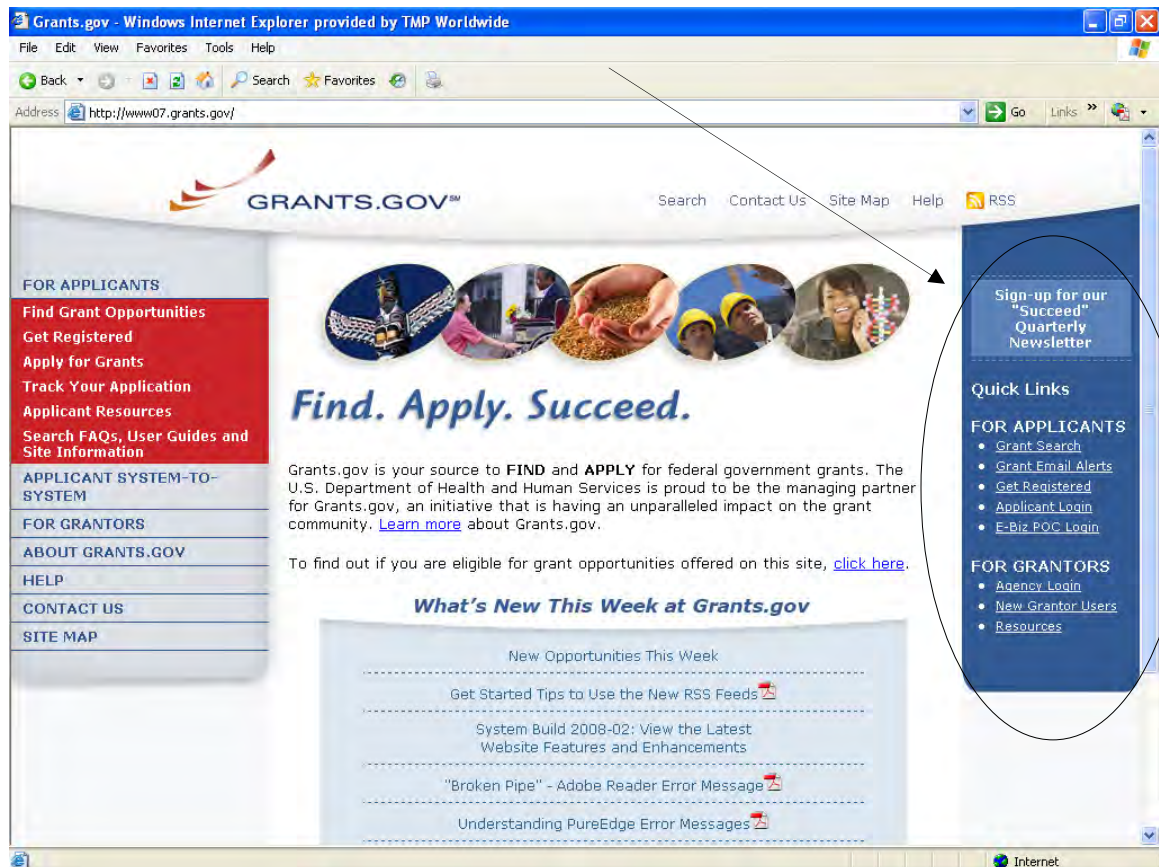 Grants.gov - Windows Internet Explorer provided by TMP Worldwide
File Edit View Favorites Tools Help
Back Search Favorites
Address http://www07.grants.gov/ Go Links »
GRANTS.GOV℠
Search Contact Us Site Map Help RSS
FOR APPLICANTS
Find Grant Opportunities
Get Registered
Apply for Grants
Track Your Application
Applicant Resources
Search FAQs, User Guides and
Site Information
APPLICANT SYSTEM-TO-
SYSTEM
FOR GRANTORS
ABOUT GRANTS.GOV
HELP
CONTACT US
SITE MAP
Find. Apply. Succeed.
Grants.gov is your source to FIND and APPLY for federal government grants. The
U.S. Department of Health and Human Services is proud to be the managing partner
for Grants.gov, an initiative that is having an unparalleled impact on the grant
community. Learn more about Grants.gov.
To find out if you are eligible for grant opportunities offered on this site, click here.
What's New This Week at Grants.gov
New Opportunities This Week
Get Started Tips to Use the New RSS Feeds
System Build 2008-02: View the Latest
Website Features and Enhancements
"Broken Pipe" - Adobe Reader Error Message
Understanding PureEdge Error Messages
Sign-up for our
"Succeed"
Quarterly
Newsletter
Quick Links
FOR APPLICANTS
• Grant Search
• Grant Email Alerts
• Get Registered
• Applicant Login
• E-Biz POC Login
FOR GRANTORS
• Agency Login
• New Grantor Users
• Resources
Internet